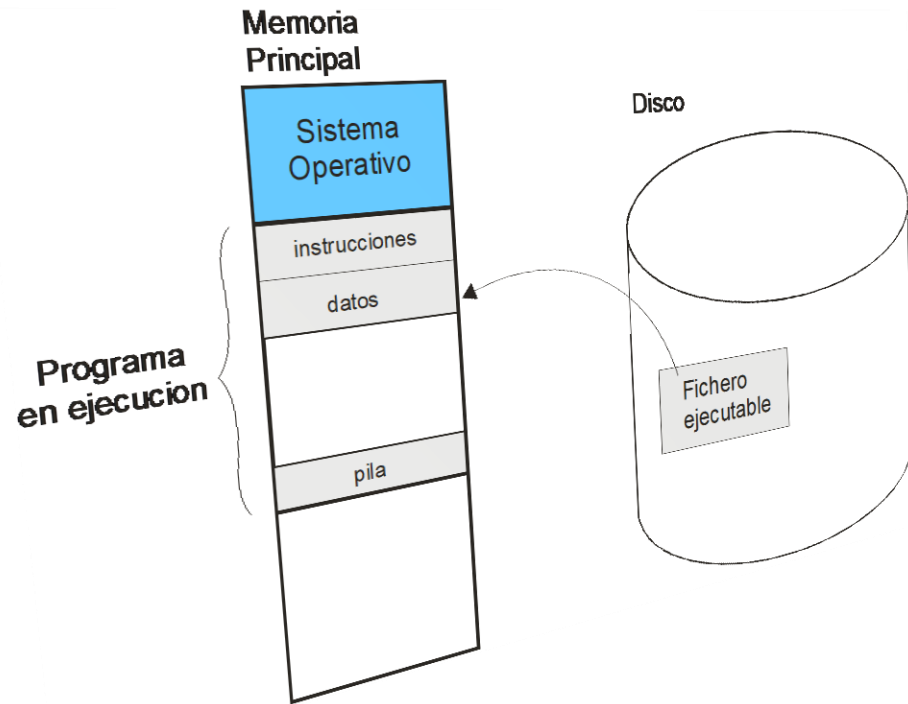 Memoria
Principal
Disco
Sistema
Operativo
instrucciones
datos
Programa
en ejecucion
Fichero
ejecutable
pila